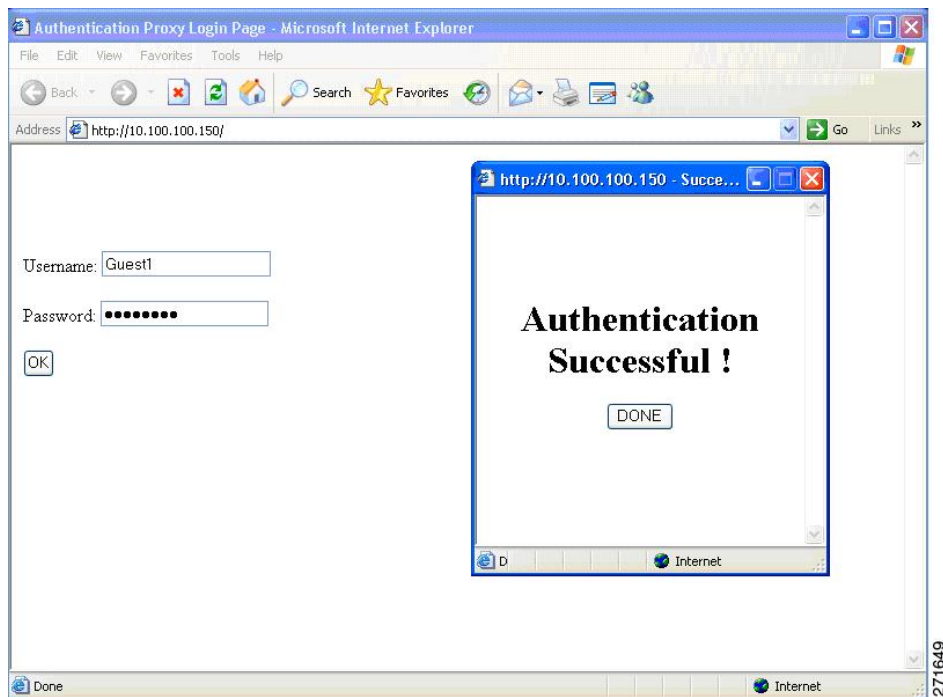 Authentication Proxy Login Page - Microsoft Internet Explorer
File Edit View Favorites Tools Help
Back Search Favorites
Address http://10.100.100.150/ Go Links »
http://10.100.100.150 - Succe...
Username: Guest1
Password: ••••••••
OK
Authentication
Successful !
DONE
D Internet
Done Internet
271649